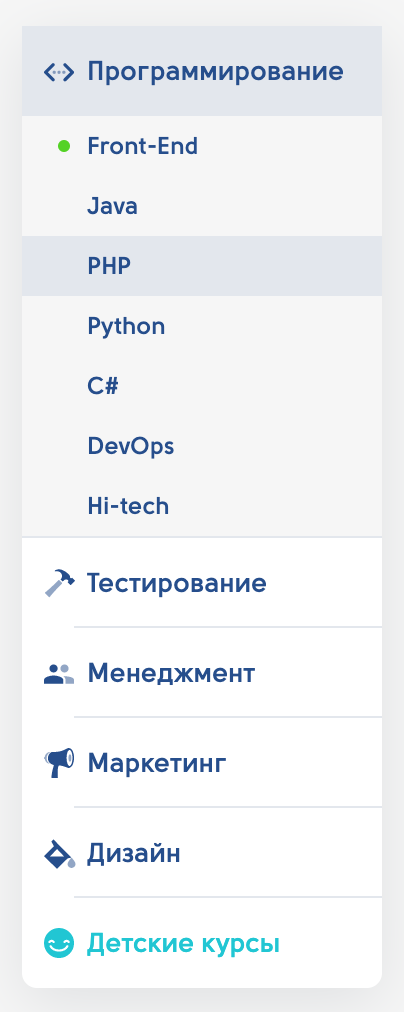 Программирование
Front-End
Java
PHP
Python
C#
DevOps
Hi-tech
Тестирование
Менеджмент
Маркетинг
Дизайн
Детские курсы